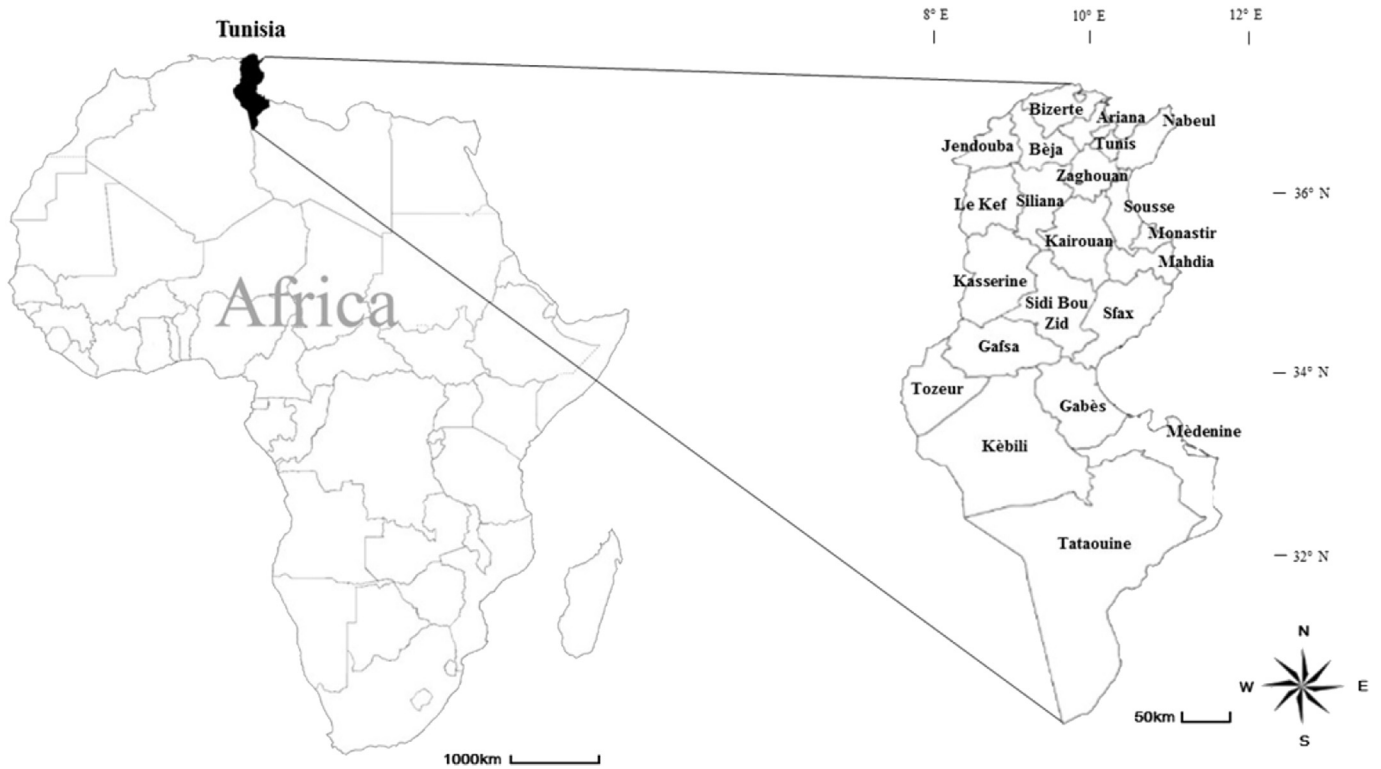 Tunisia
Africa
1000km
8° E
10° E
12° E
Bizerte
Ariana
Nabeul
Jendouba
Bèja
Tunis
Zaghouan
36° N
Le Kef
Siliana
Sousse
Monastir
Kairouan
Mahdia
Kasserine
Sidi Bou
Zid
Sfax
Gafsa
34° N
Tozeur
Gabès
Mèdenine
Kèbili
Tataouine
32° N
N
W
E
S
50km